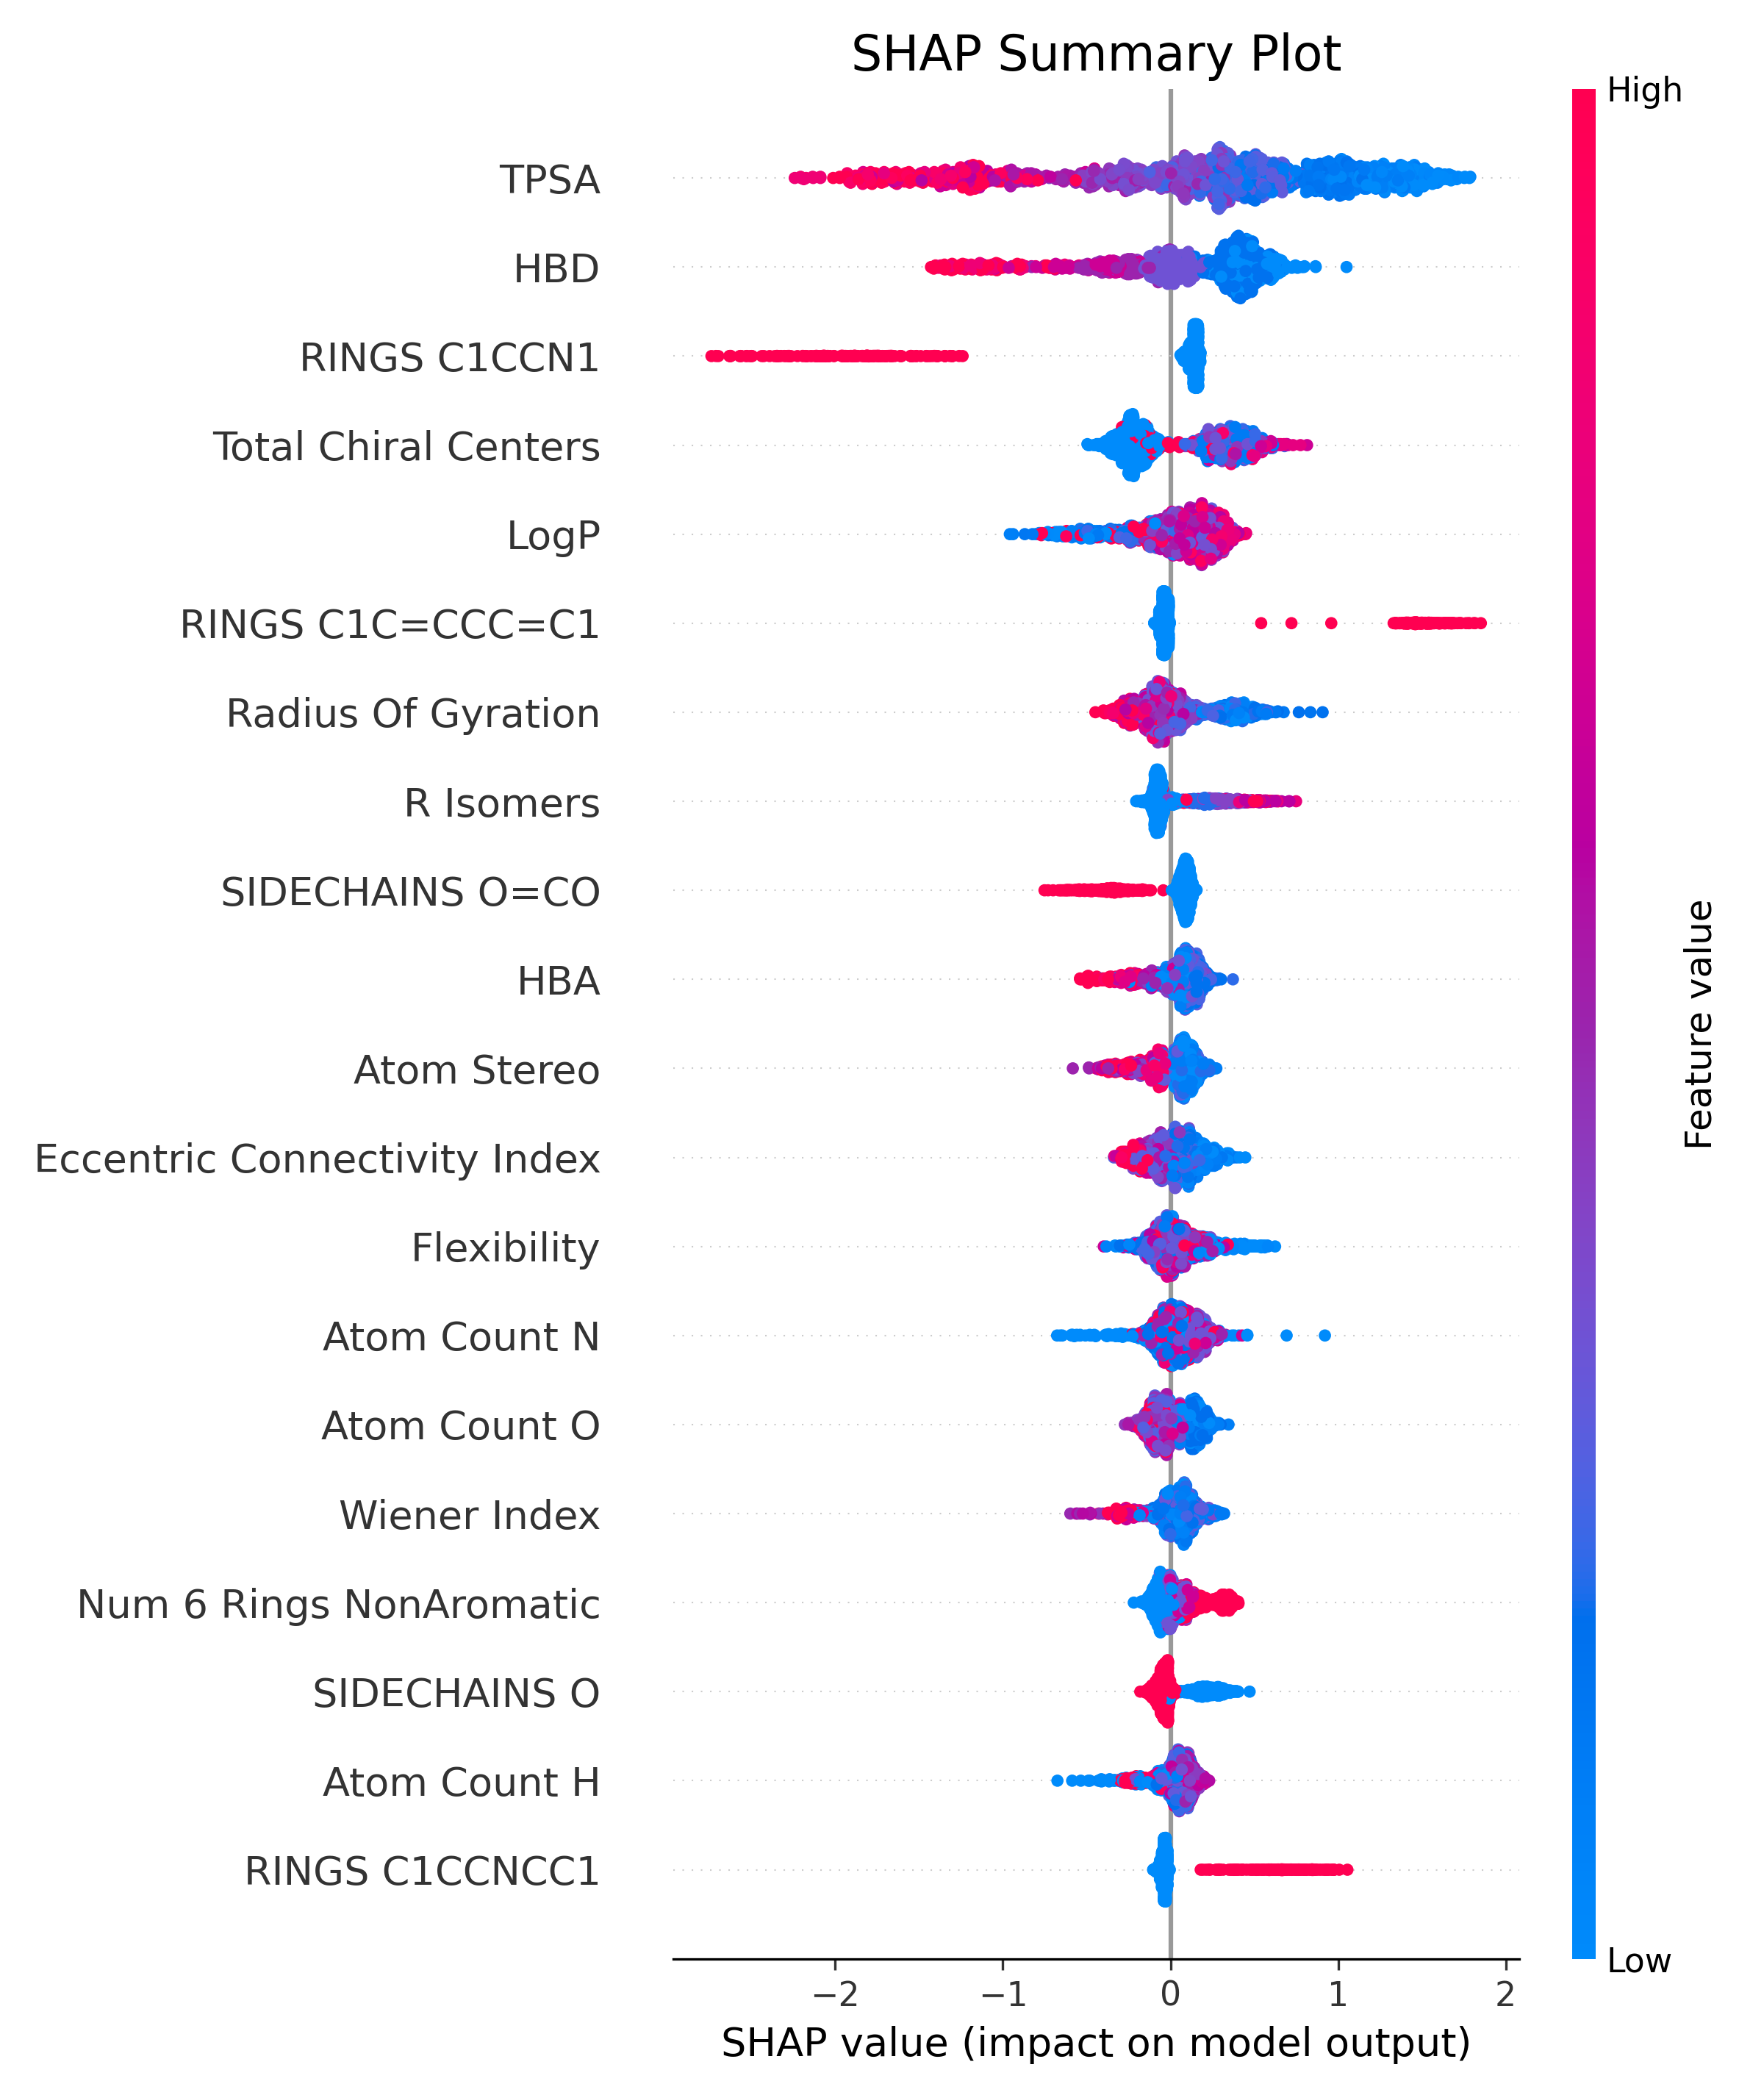 SHAP Summary Plot
High
TPSA
HBD
RINGS C1CCN1
Total Chiral Centers
LogP
RINGS C1C=CCC=C1
Radius Of Gyration
R Isomers
SIDECHAINS O=CO
HBA
Atom Stereo
Eccentric Connectivity Index
Flexibility
Atom Count N
Atom Count O
Wiener Index
Num 6 Rings NonAromatic
SIDECHAINS O
Atom Count H
RINGS C1CCNCC1
Feature value
Low
−2 −1 0 1 2
SHAP value (impact on model output)